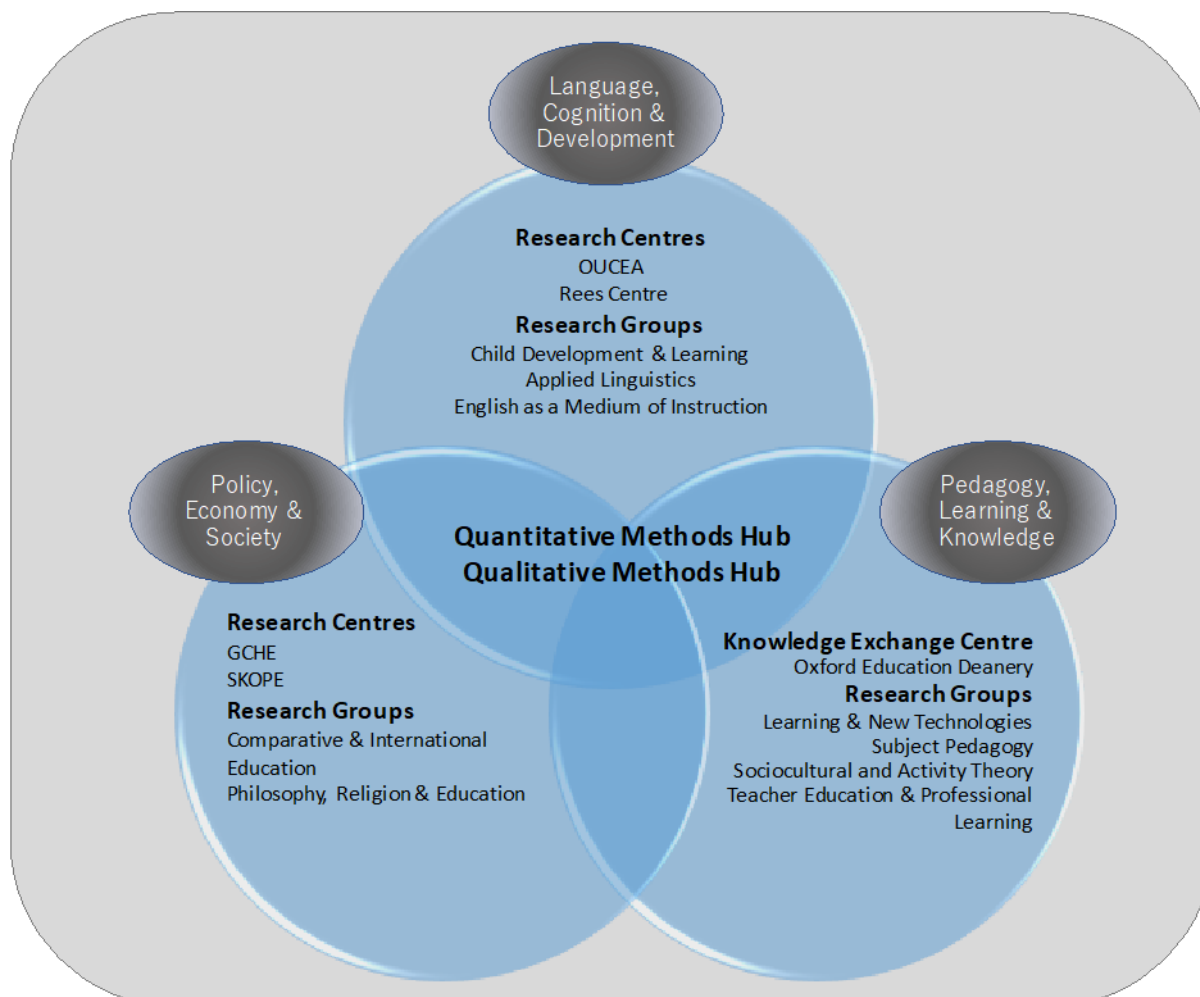 Language,
Cognition &
Development
Research Centres
OUCEA
Rees Centre
Research Groups
Child Development & Learning
Applied Linguistics
English as a Medium of Instruction
Policy,
Economy &
Society
Pedagogy,
Learning &
Knowledge
Quantitative Methods Hub
Qualitative Methods Hub
Research Centres
GCHE
SKOPE
Research Groups
Comparative & International
Education
Philosophy, Religion & Education
Knowledge Exchange Centre
Oxford Education Deanery
Research Groups
Learning & New Technologies
Subject Pedagogy
Sociocultural and Activity Theory
Teacher Education & Professional
Learning